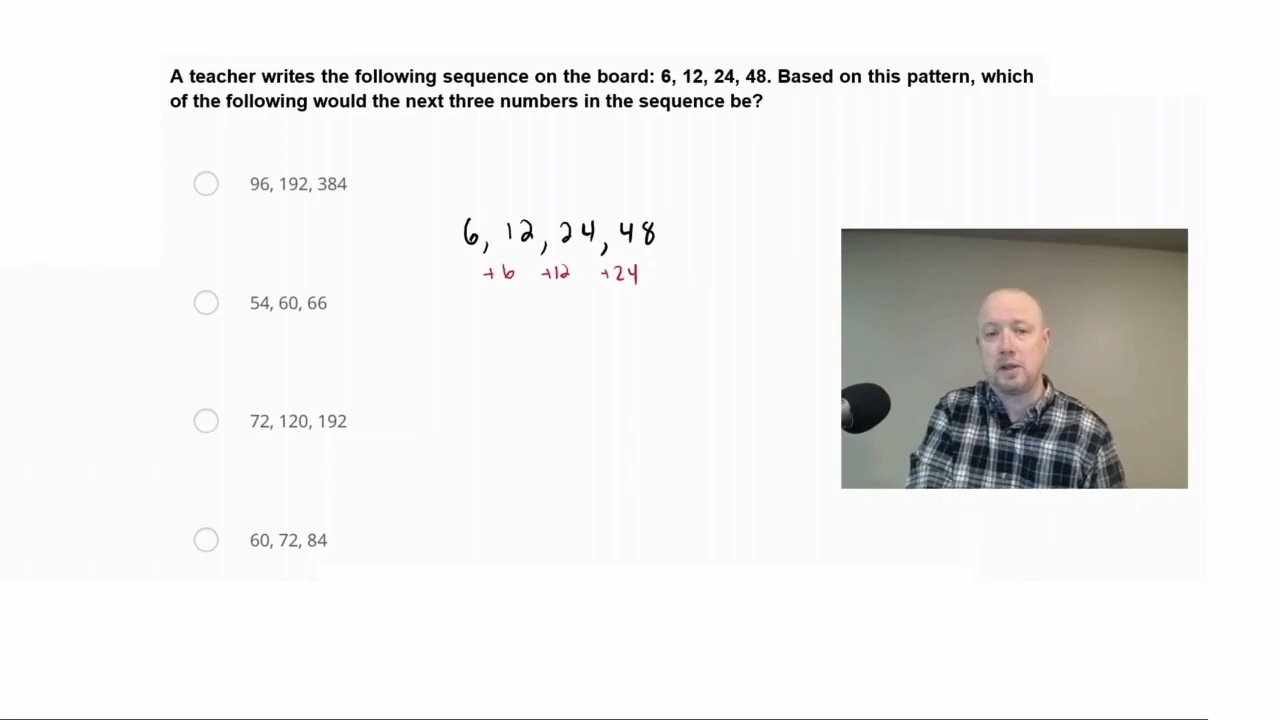 A teacher writes the following sequence on the board: 6, 12, 24, 48. Based on this pattern, which
of the following would the next three numbers in the sequence be?
96, 192, 384
6, 12, 24, 48
+6 +12 +24
54, 60, 66
72, 120, 192
60, 72, 84